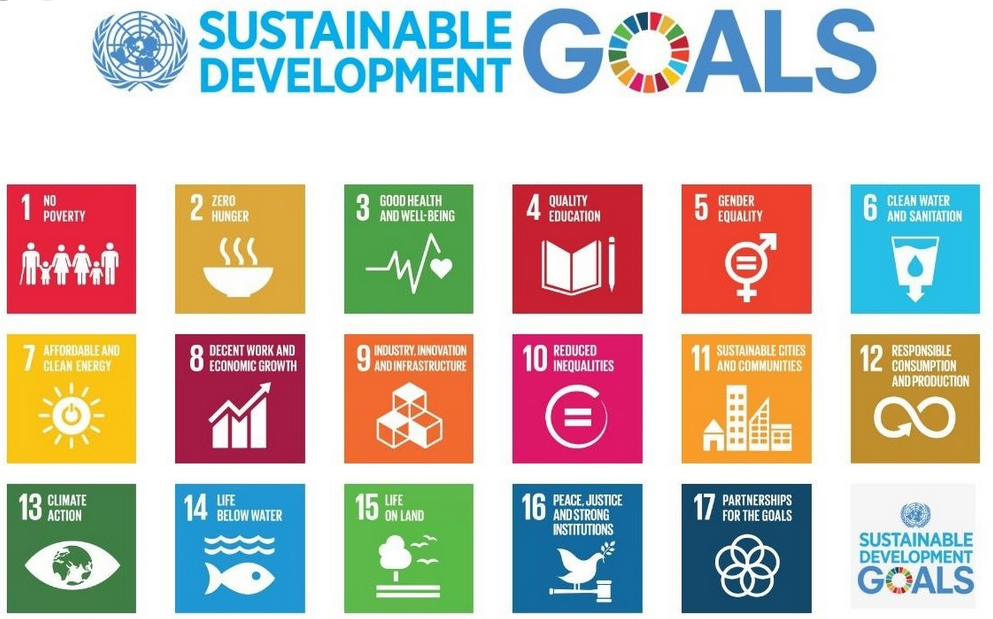 SUSTAINABLE
DEVELOPMENT
GOALS
1 NO
POVERTY
2 ZERO
HUNGER
3 GOOD HEALTH
AND WELL-BEING
4 QUALITY
EDUCATION
5 GENDER
EQUALITY
6 CLEAN WATER
AND SANITATION
7 AFFORDABLE AND
CLEAN ENERGY
8 DECENT WORK AND
ECONOMIC GROWTH
9 INDUSTRY, INNOVATION
AND INFRASTRUCTURE
10 REDUCED
INEQUALITIES
11 SUSTAINABLE CITIES
AND COMMUNITIES
12 RESPONSIBLE
CONSUMPTION
AND PRODUCTION
13 CLIMATE
ACTION
14 LIFE
BELOW WATER
15 LIFE
ON LAND
16 PEACE, JUSTICE
AND STRONG
INSTITUTIONS
17 PARTNERSHIPS
FOR THE GOALS
SUSTAINABLE
DEVELOPMENT
GOALS